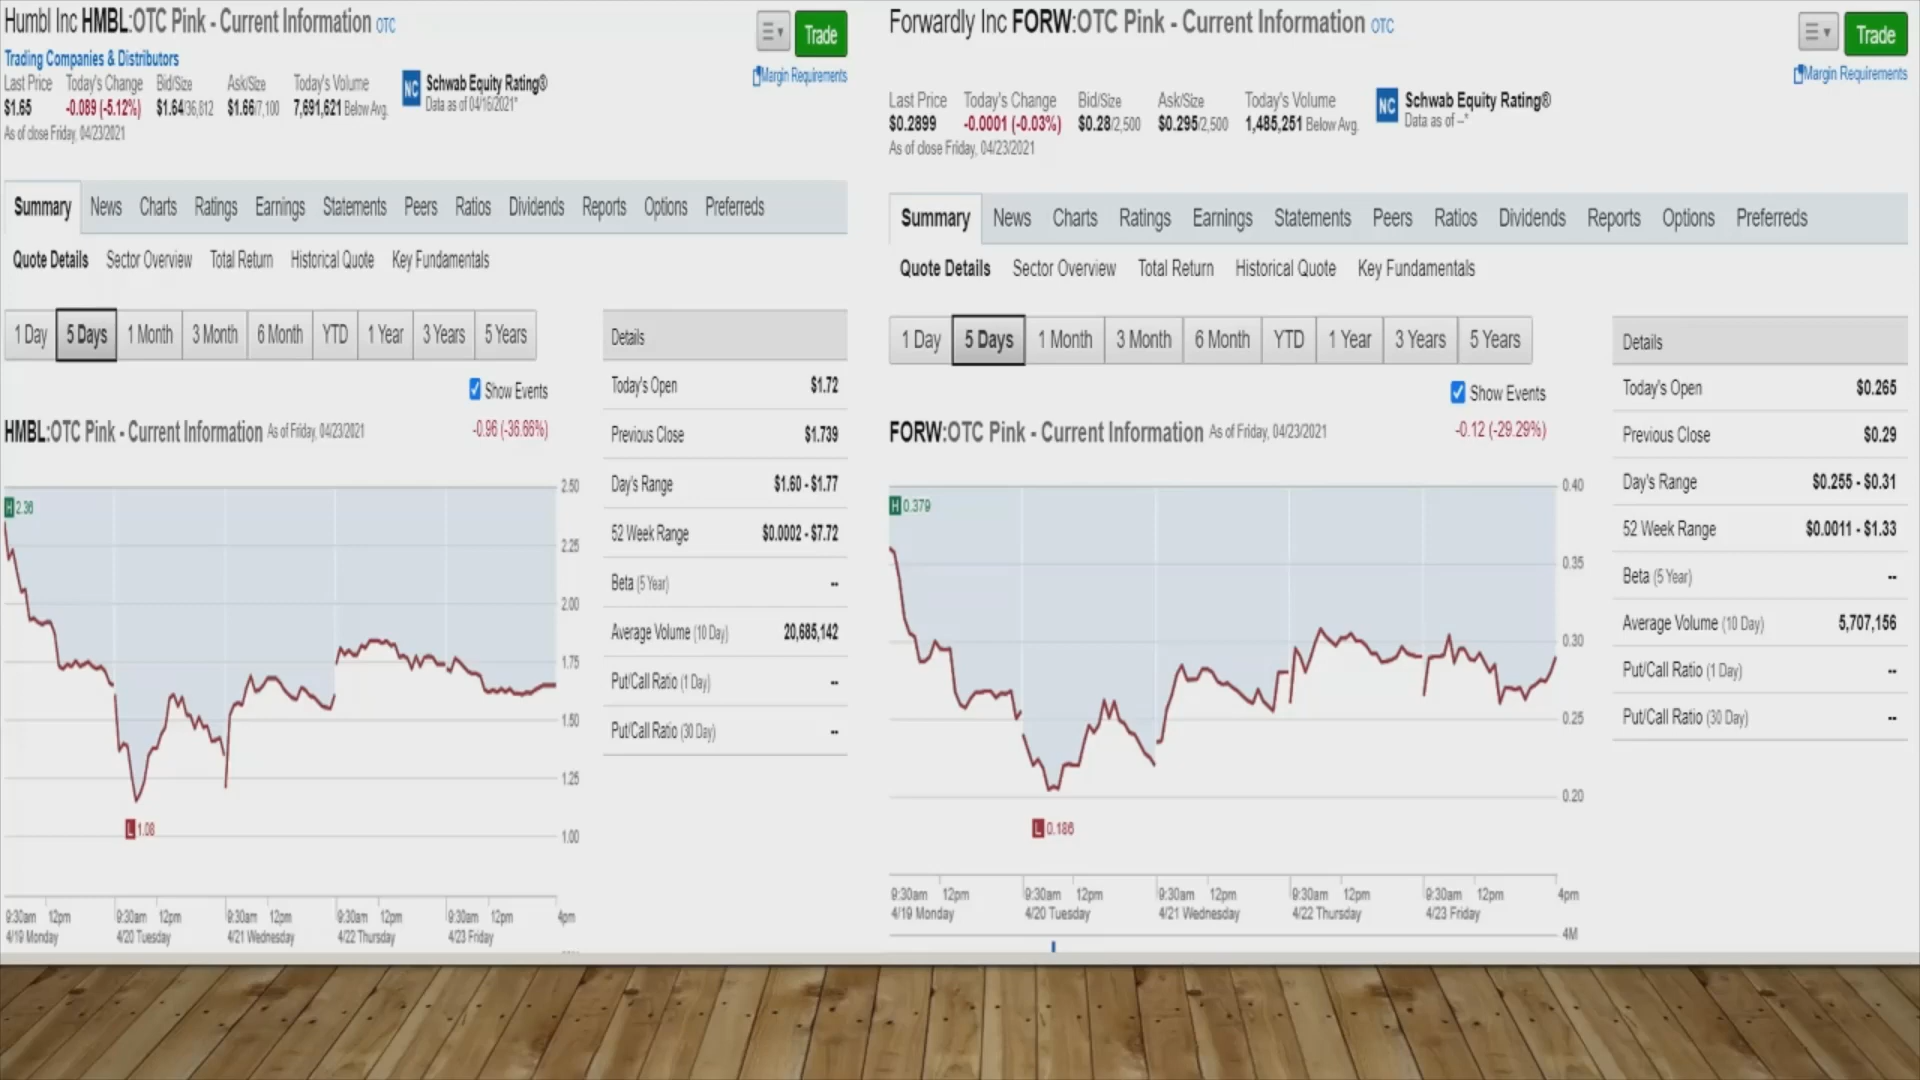 Humbl Inc HMBL:OTC Pink - Current Information OTC
Trade
Trading Companies & Distributors
Margin Requirements
Last Price Today's Change Bid/Size Ask/Size Today's Volume
$1.65 -0.089 (-5.12%) $1.64/36,812 $1.66/7,100 7,691,621 Below Avg.
As of close Friday, 04/23/2021
NC Schwab Equity Rating®
Data as of 04/16/2021*
Summary News Charts Ratings Earnings Statements Peers Ratios Dividends Reports Options Preferreds
Quote Details Sector Overview Total Return Historical Quote Key Fundamentals
1 Day 5 Days 1 Month 3 Month 6 Month YTD 1 Year 3 Years 5 Years
Show Events
HMBL:OTC Pink - Current Information As of Friday, 04/23/2021 -0.96 (-36.66%)
H 2.36
2.50
2.25
2.00
1.75
1.50
1.25
1.00
L 1.08
9:30am 12pm 9:30am 12pm 9:30am 12pm 9:30am 12pm 9:30am 12pm 4pm
4/19 Monday 4/20 Tuesday 4/21 Wednesday 4/22 Thursday 4/23 Friday
Details
Today's Open $1.72
Previous Close $1.739
Day's Range $1.60 - $1.77
52 Week Range $0.0002 - $7.72
Beta (5 Year) --
Average Volume (10 Day) 20,685,142
Put/Call Ratio (1 Day) --
Put/Call Ratio (30 Day) --
Forwardly Inc FORW:OTC Pink - Current Information OTC
Trade
Margin Requirements
Last Price Today's Change Bid/Size Ask/Size Today's Volume
$0.2899 -0.0001 (-0.03%) $0.28/2,500 $0.295/2,500 1,485,251 Below Avg.
As of close Friday, 04/23/2021
NC Schwab Equity Rating®
Data as of --*
Summary News Charts Ratings Earnings Statements Peers Ratios Dividends Reports Options Preferreds
Quote Details Sector Overview Total Return Historical Quote Key Fundamentals
1 Day 5 Days 1 Month 3 Month 6 Month YTD 1 Year 3 Years 5 Years
Show Events
FORW:OTC Pink - Current Information As of Friday, 04/23/2021 -0.12 (-29.29%)
H 0.379
0.40
0.35
0.30
0.25
0.20
L 0.186
9:30am 12pm 9:30am 12pm 9:30am 12pm 9:30am 12pm 9:30am 12pm 4pm
4/19 Monday 4/20 Tuesday 4/21 Wednesday 4/22 Thursday 4/23 Friday
4M
Details
Today's Open $0.265
Previous Close $0.29
Day's Range $0.255 - $0.31
52 Week Range $0.0011 - $1.33
Beta (5 Year) --
Average Volume (10 Day) 5,707,156
Put/Call Ratio (1 Day) --
Put/Call Ratio (30 Day) --